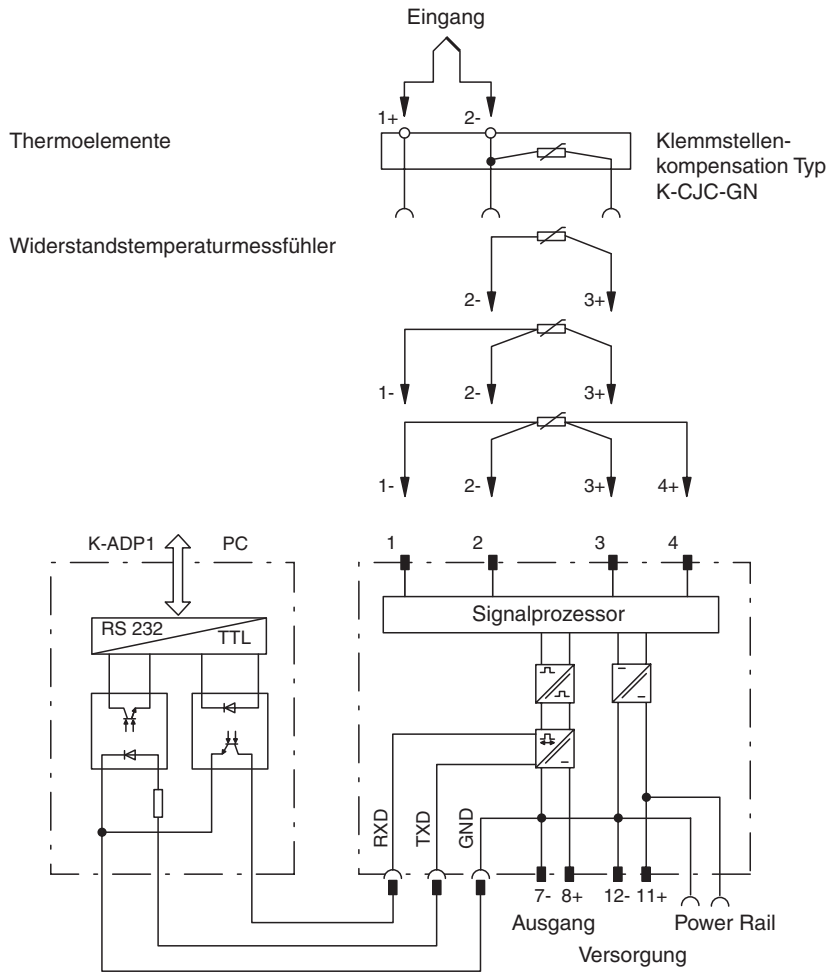 Eingang
1+ 2-
Thermoelemente
Klemmstellen-
kompensation Typ
K-CJC-GN
Widerstandstemperaturmessfühler
2- 3+
1- 2- 3+
1- 2- 3+ 4+
K-ADP1 PC
1 2 3 4
RS 232
TTL
Signalprozessor
RXD
TXD
GND
7- 8+ 12- 11+
Ausgang
Power Rail
Versorgung